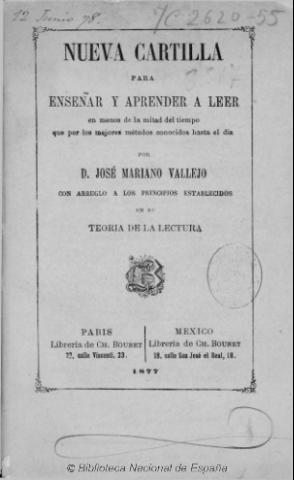 12 Junio 78. 7C 2620-55
NUEVA CARTILLA
PARA
ENSEÑAR Y APRENDER A LEER
en menos de la mitad del tiempo
que por los mejores métodos conocidos hasta el dia
POR
D. JOSÉ MARIANO VALLEJO
CON ARREGLO A LOS PRINCIPIOS ESTABLECIDOS
EN SU
TEORIA DE LA LECTURA
PARIS
Librería de CH. BOURET
calle Visconti, 23.
MEXICO
Librería de CH. BOURET
18, calle San José el Real, 18.
1877
© Biblioteca Nacional de España